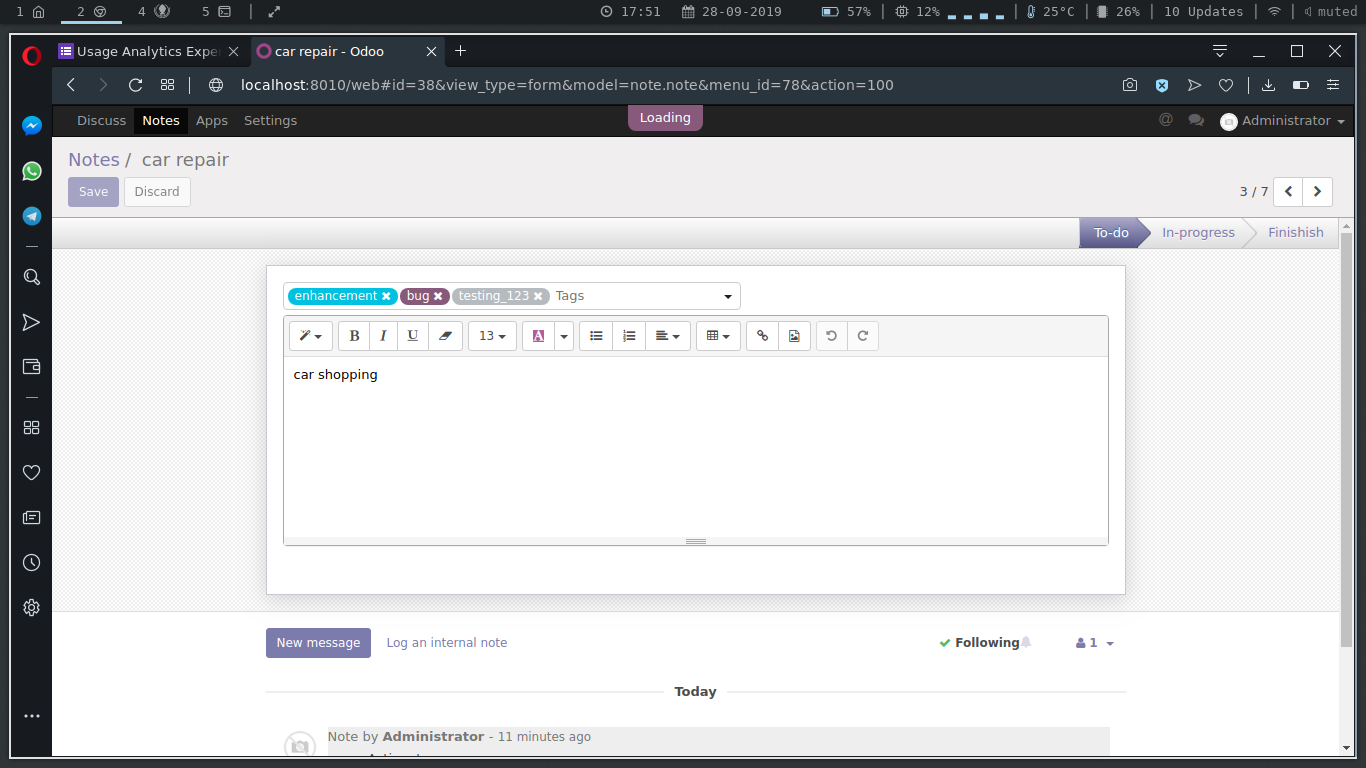 1 2 4 5 17:51 28-09-2019 57% 12% 25°C 26% 10 Updates muted
Usage Analytics Expe car repair - Odoo
localhost:8010/web#id=38&view_type=form&model=note.note&menu_id=78&action=100
Discuss Notes Apps Settings Loading @ Administrator
Notes / car repair
Save Discard 3 / 7
To-do In-progress Finishish
enhancement bug testing_123 Tags
B I U 13 A
car shopping
New message Log an internal note Following 1
Today
Note by Administrator - 11 minutes ago